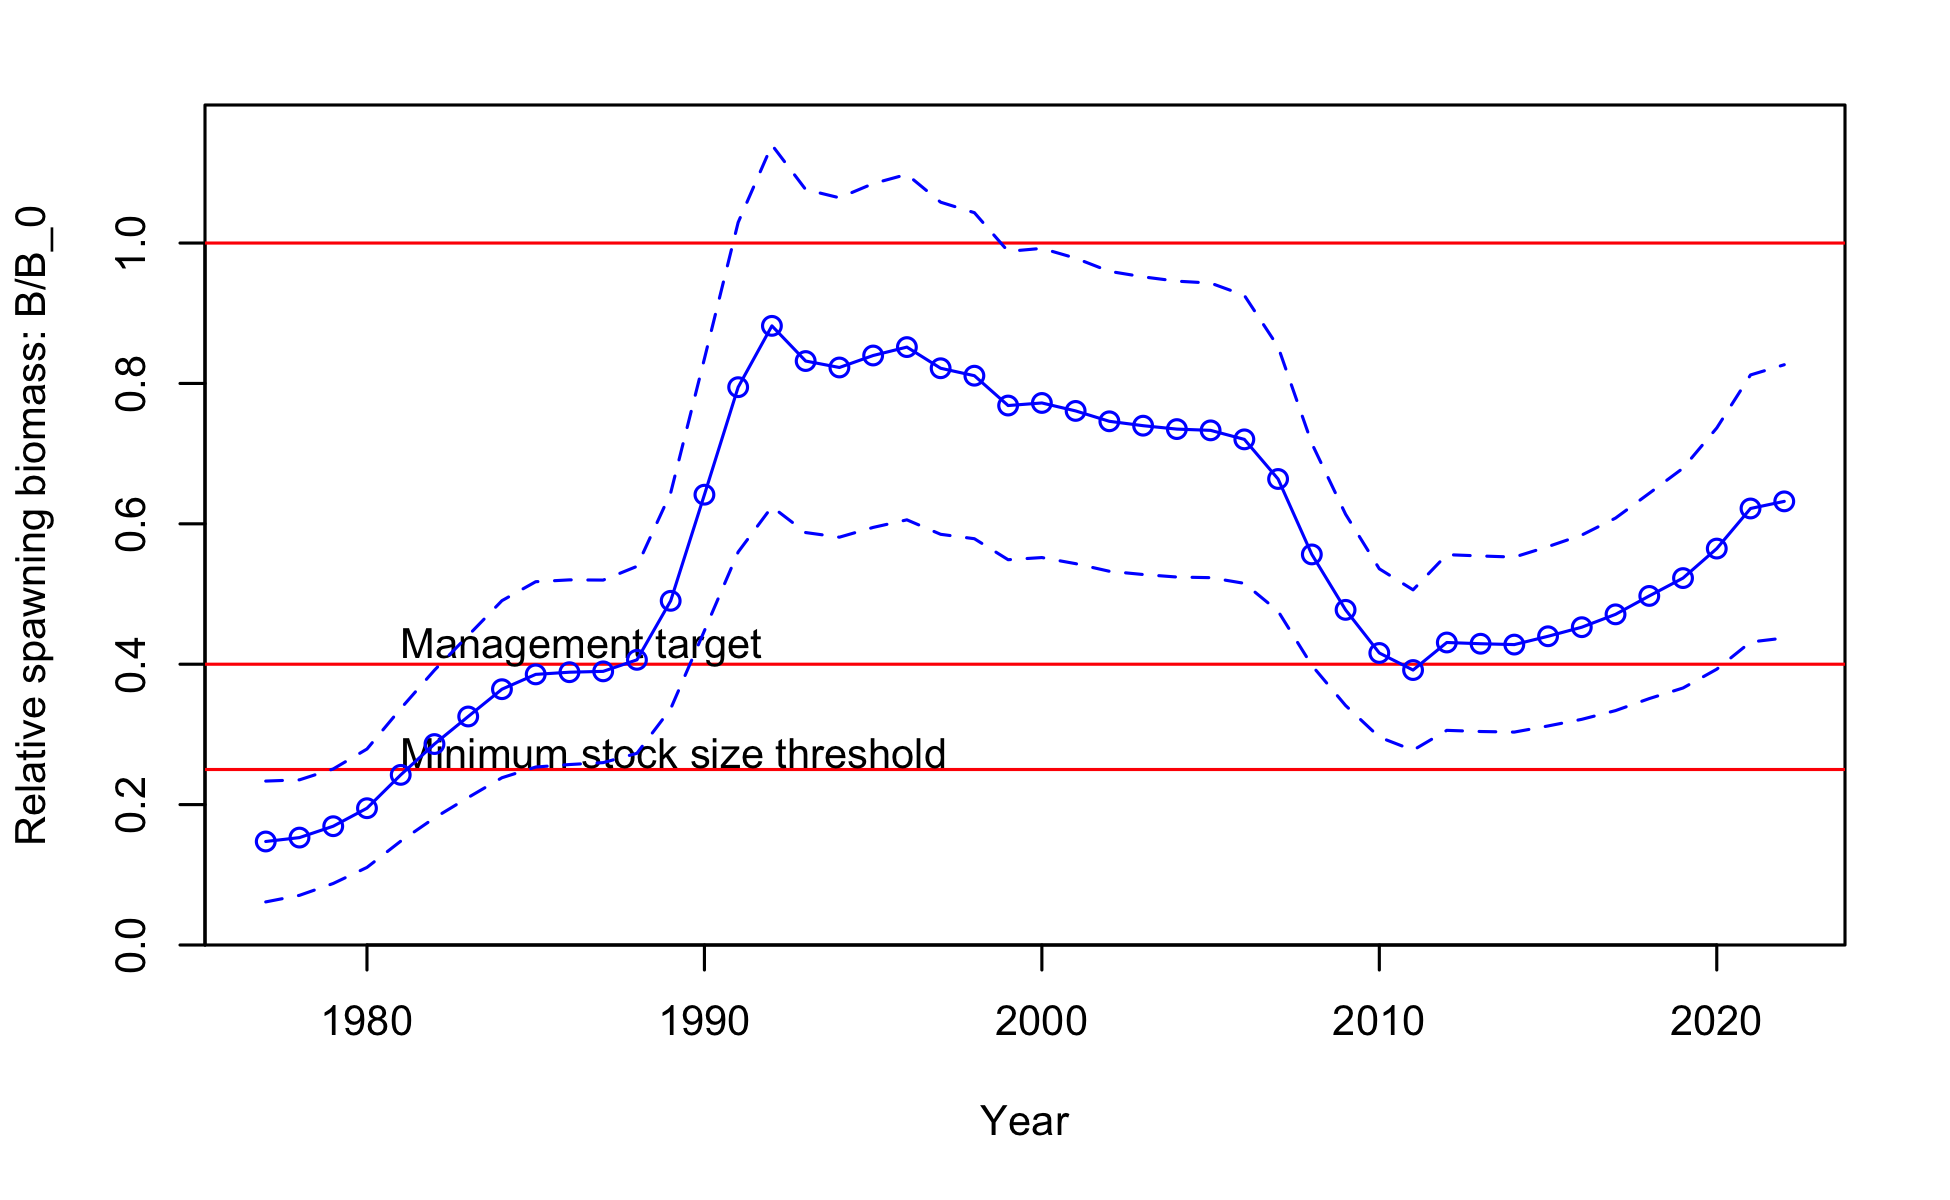 Relative spawning biomass: B/B_0
1.0
0.8
0.6
Management target
0.4
Minimum stock size threshold
0.2
0.0
1980 1990 2000 2010 2020
Year